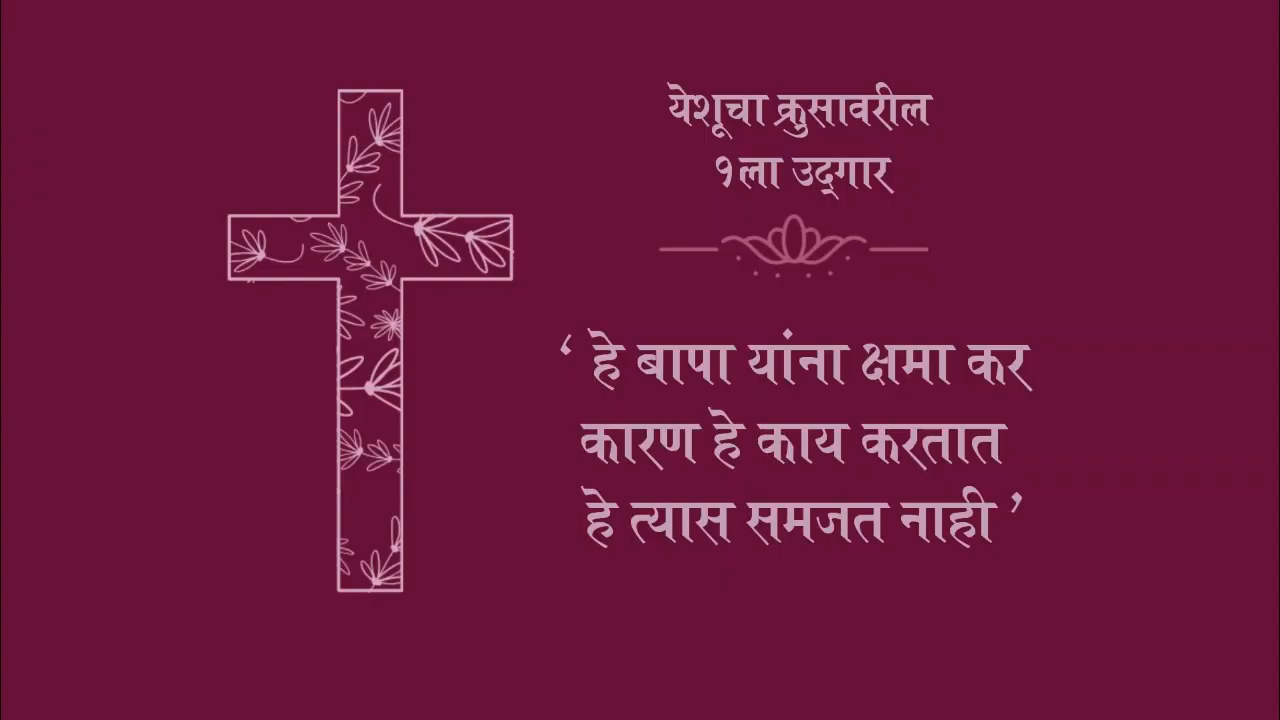 येशूचा क्रुसावरील
१ला उद्‌गार
‘ हे बापा यांना क्षमा कर
कारण हे काय करतात
हे त्यास समजत नाही ’